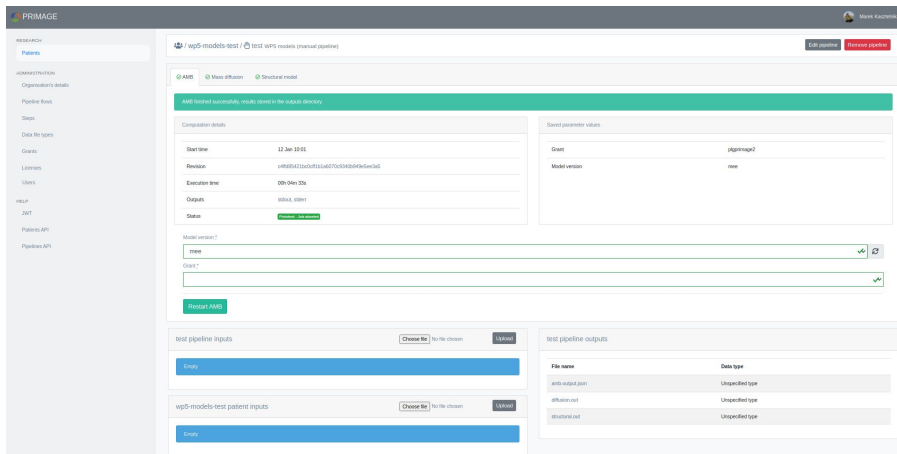 PRIMAGE
Marek Kasztelnik
RESEARCH
Patients
ADMINISTRATION
Organization's details
Pipeline flows
Steps
Data file types
Grants
Licenses
Users
HELP
JWT
Patients API
Pipelines API
/ wp5-models-test / test WP5 models (manual pipeline)
Edit pipeline Remove pipeline
AMB Mass diffusion Structural model
AMB finished successfully, results stored in the outputs directory.
Computation details
Start time 12 Jan 10:01
Revision
Execution time 00h 04m 33s
Outputs stdout, stderr
Status Finished
Saved parameter values
Grant plgprimage2
Model version mee
Model version *
mee
Grant *
Restart AMB
test pipeline inputs Choose file No file chosen Upload
Empty
wp5-models-test patient inputs Choose file No file chosen Upload
Empty
test pipeline outputs
File name Data type
amb-output.json Unspecified type
diffusion.out Unspecified type
structural.out Unspecified type